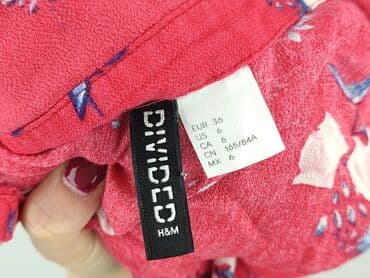 DIVIDED
H&M
EUR 36
US 6
CA 6
CN 165/84A
MX 6